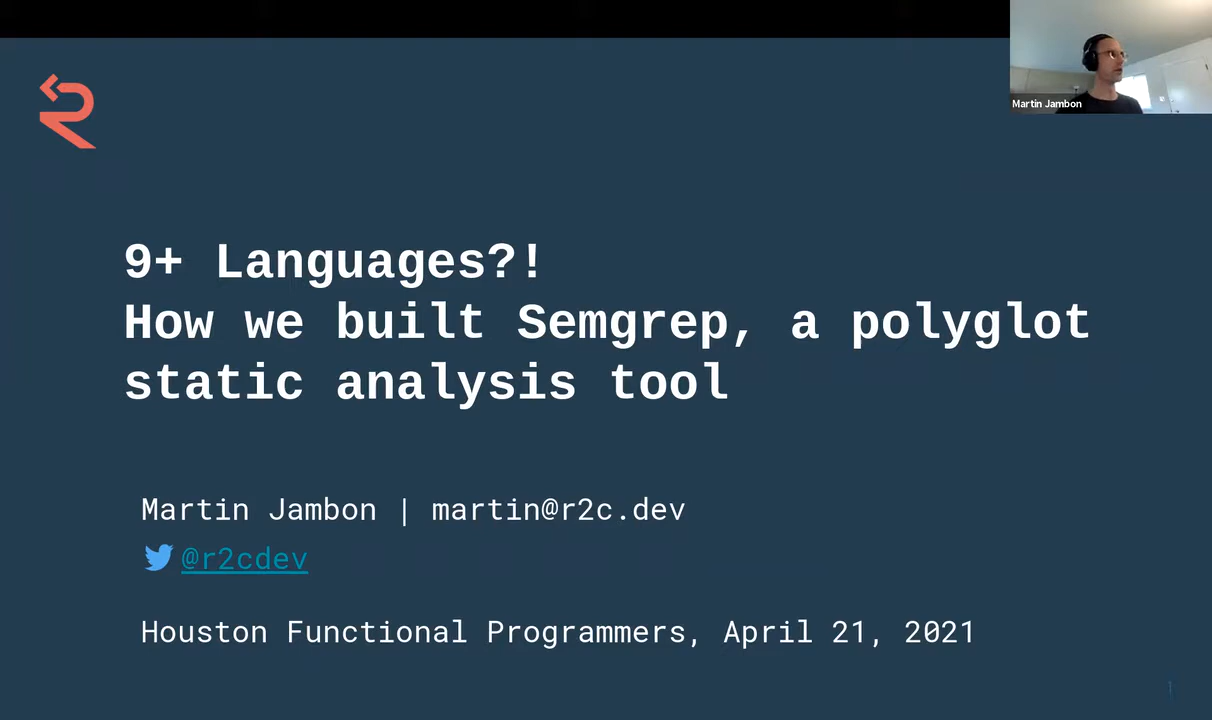 Martin Jambon
9+ Languages?!
How we built Semgrep, a polyglot
static analysis tool
Martin Jambon | martin@r2c.dev
@r2cdev
Houston Functional Programmers, April 21, 2021
1